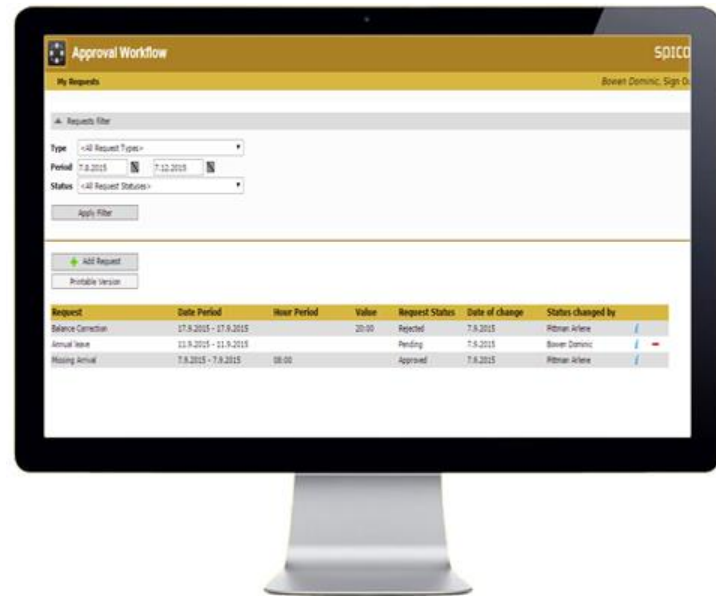 Approval Workflow spica
My Requests Bowen Dominic, Sign O
Requests filter
Type <All Request Types>
Period 7.9.2015 7.12.2015
Status <All Request Statuses>
Apply Filter
Add Request
Printable Version
Request Date Period Hour Period Value Request Status Date of change Status changed by
Balance Correction 17.9.2015 - 17.9.2015 20:00 Rejected 7.9.2015 Pittman Arlene i
Annual leave 11.9.2015 - 11.9.2015 Pending 7.9.2015 Bowen Dominic i
Missing Arrival 7.9.2015 - 7.9.2015 08:00 Approved 7.9.2015 Pittman Arlene i